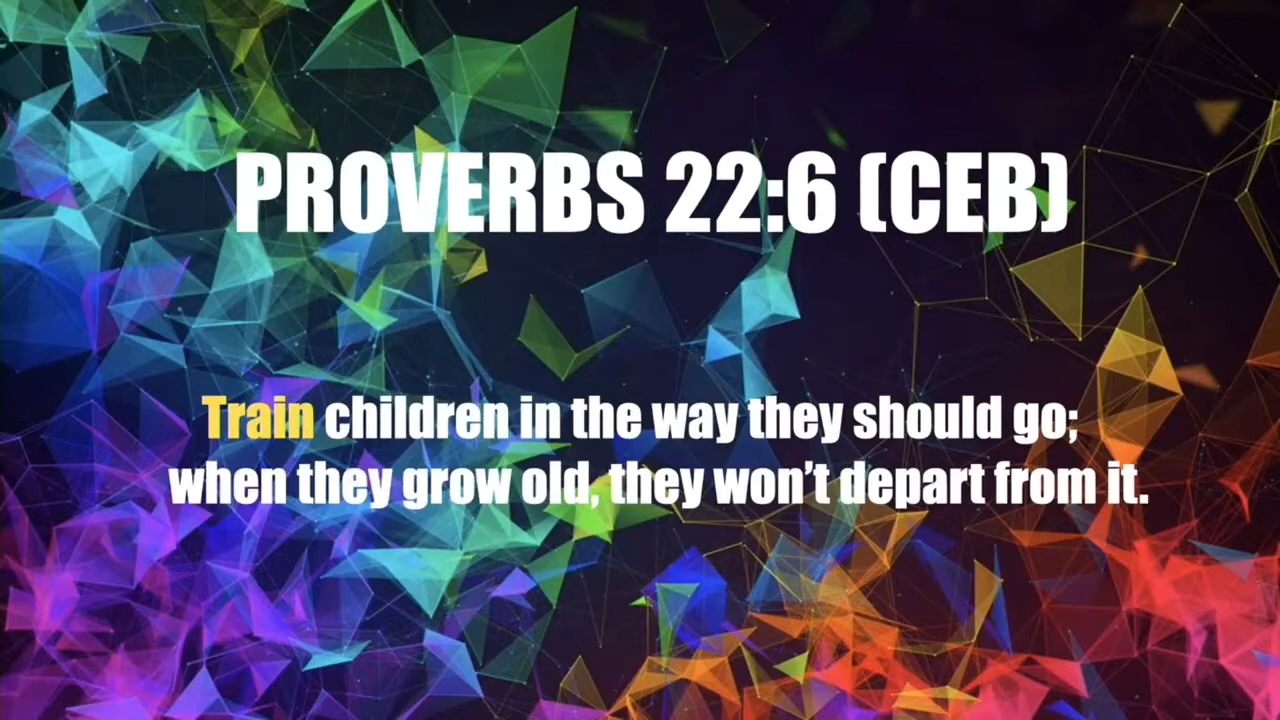 PROVERBS 22:6 (CEB)
Train children in the way they should go;
when they grow old, they won’t depart from it.